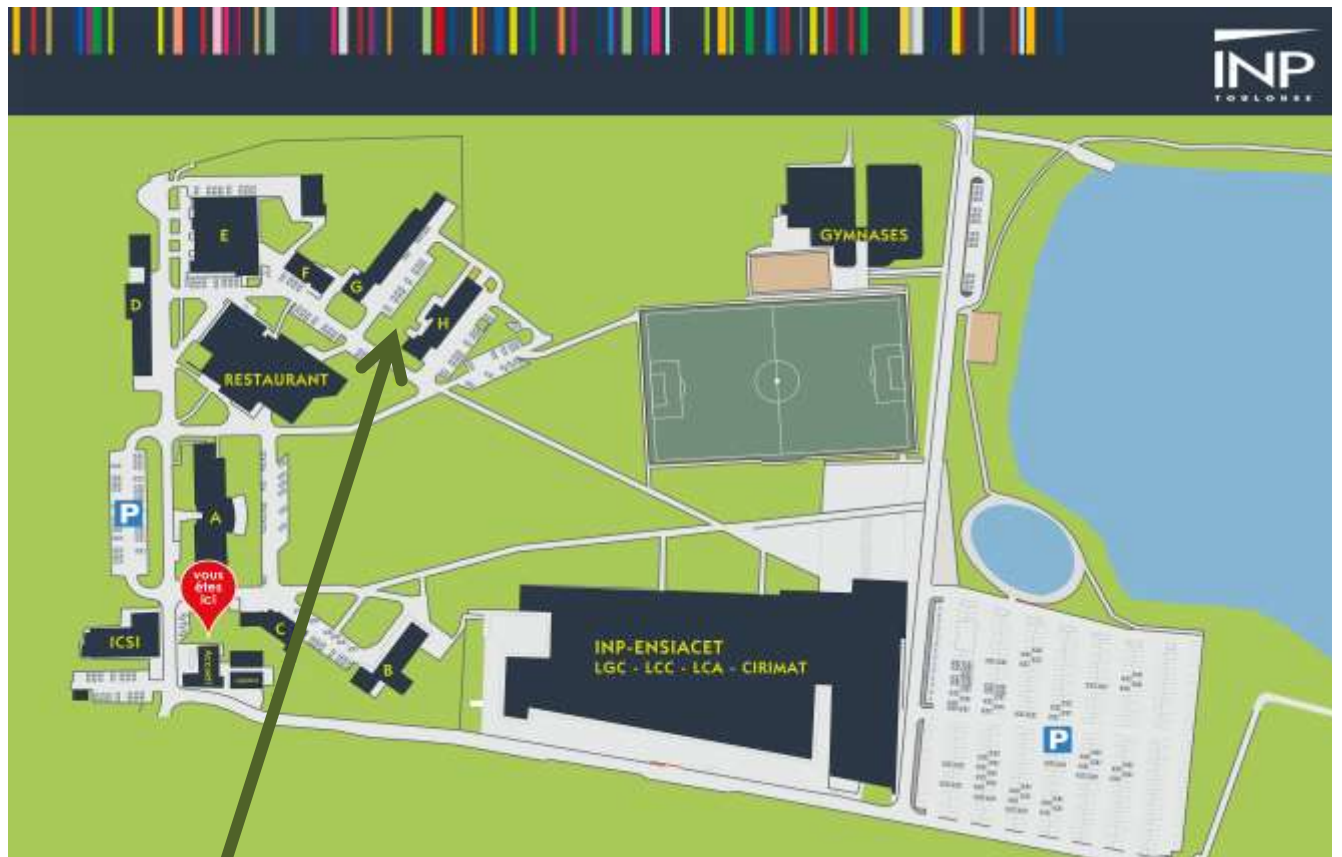 INP
TOULOUSE
E
GYMNASES
F
G
D
H
RESTAURANT
P
A
vous
êtes
ici
ICSI
C
Accueil
B
INP-ENSIACET
LGC - LCC - LCA - CIRIMAT
P